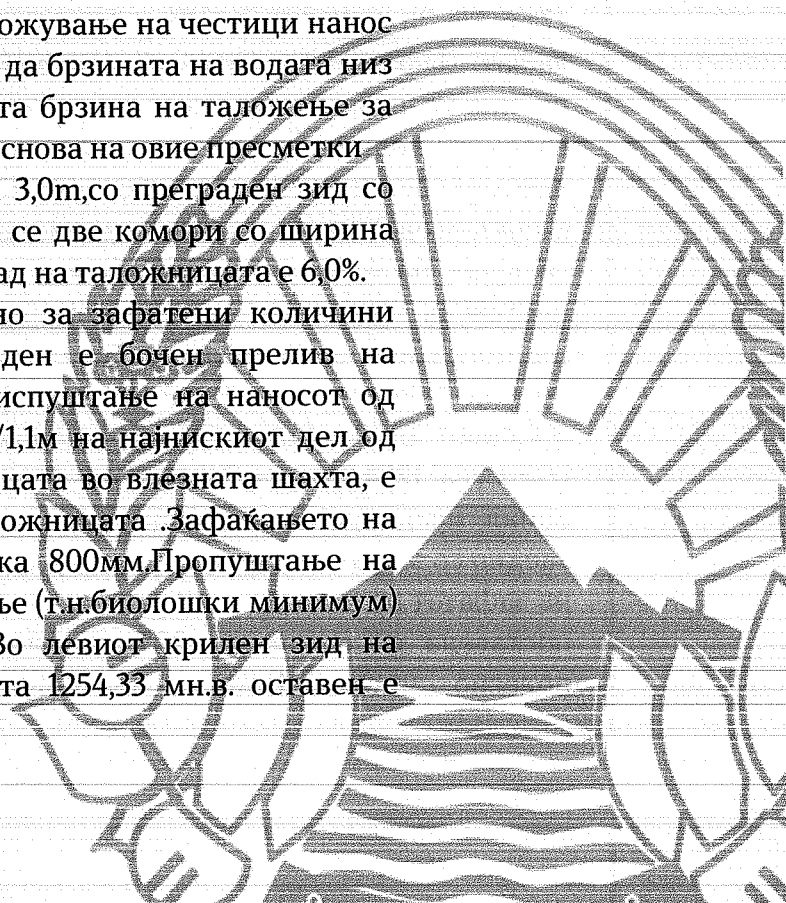 ожување на честици нанос
да брзината на водата низ
та брзина на таложење за
снова на овие пресметки
3,0m,со преграден зид со
се две комори со ширина
ад на таложницата е 6,0%.
но за зафатени количини
ден е бочен прелив на
испуштање на наносот од
/1,1м на најнискиот дел од
цата во влезната шахта, е
ожницата .Зафаќањето на
ка 800мм.Пропуштање на
ње (т.н.биолошки минимум)
Во левиот крилен зид на
та 1254,33 мн.в. оставен е